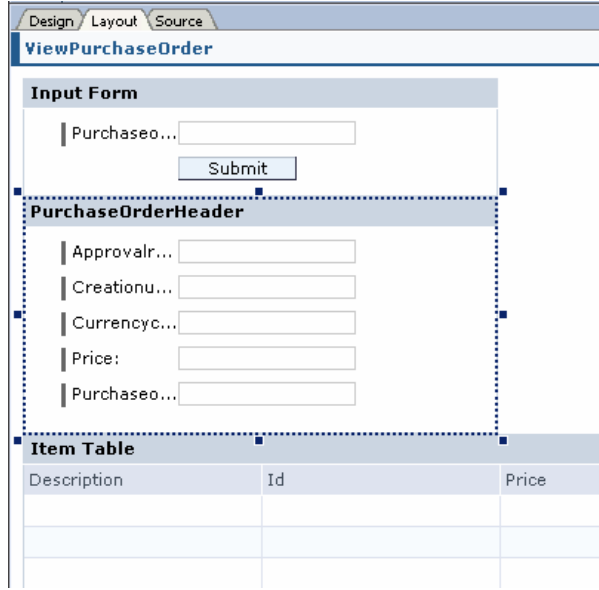 Design Layout Source
ViewPurchaseOrder
Input Form
Purchaseo...
Submit
PurchaseOrderHeader
Approvalr...
Creationu...
Currencyc...
Price:
Purchaseo...
Item Table
Description Id Price